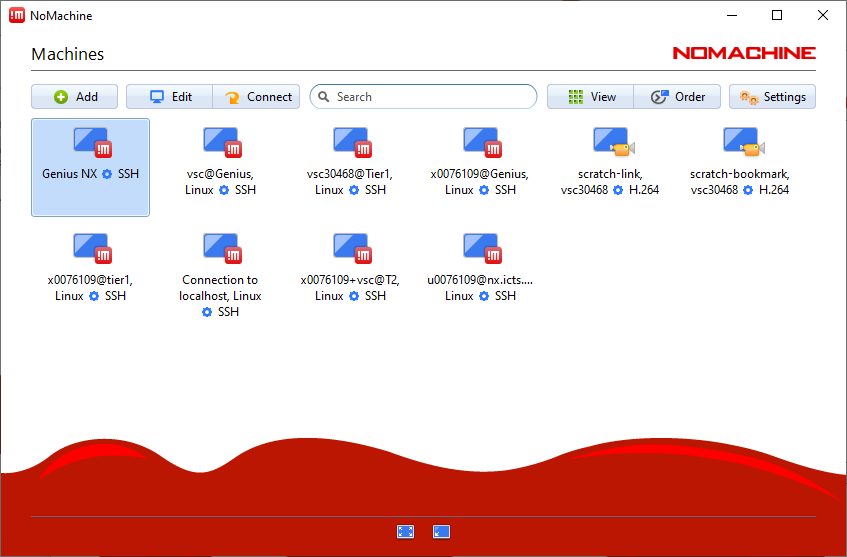 NoMachine
Machines
NOMACHINE
Add
Edit
Connect
Search
View
Order
Settings
Genius NX SSH
vsc@Genius,
Linux SSH
vsc30468@Tier1,
Linux SSH
x0076109@Genius,
Linux SSH
scratch-link,
vsc30468 H.264
scratch-bookmark,
vsc30468 H.264
x0076109@tier1,
Linux SSH
Connection to
localhost, Linux
SSH
x0076109+vsc@T2,
Linux SSH
u0076109@nx.icts....
Linux SSH